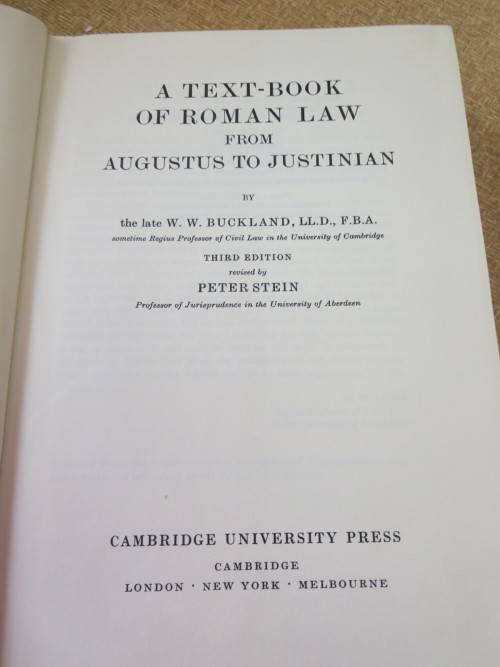 A TEXT-BOOK
OF ROMAN LAW
FROM
AUGUSTUS TO JUSTINIAN
BY
the late W. W. BUCKLAND, LL.D., F.B.A.
sometime Regius Professor of Civil Law in the University of Cambridge
THIRD EDITION
revised by
PETER STEIN
Professor of Jurisprudence in the University of Aberdeen
CAMBRIDGE UNIVERSITY PRESS
CAMBRIDGE
LONDON · NEW YORK · MELBOURNE